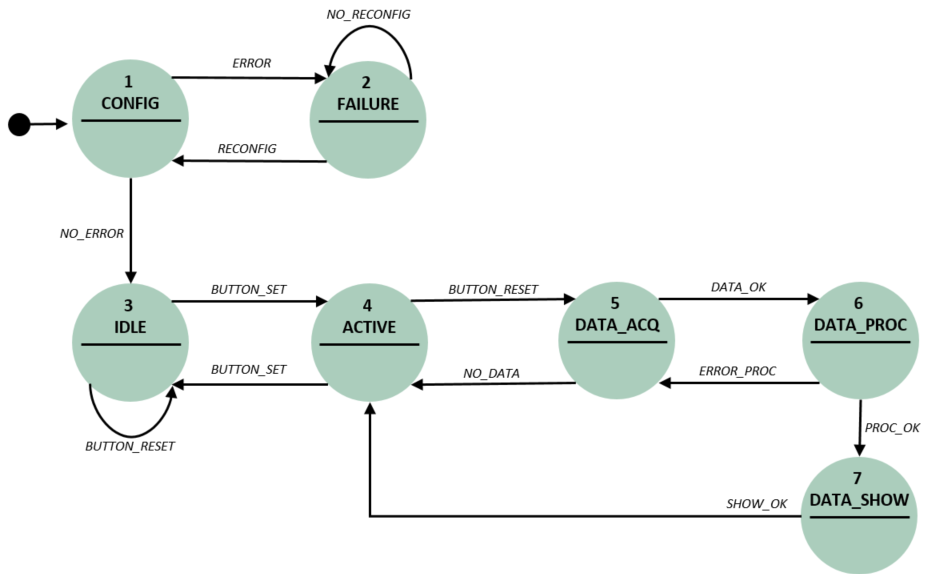 NO_RECONFIG
1
CONFIG
ERROR
2
FAILURE
RECONFIG
NO_ERROR
3
IDLE
BUTTON_SET
4
ACTIVE
BUTTON_RESET
5
DATA_ACQ
DATA_OK
6
DATA_PROC
BUTTON_SET
NO_DATA
ERROR_PROC
BUTTON_RESET
PROC_OK
7
DATA_SHOW
SHOW_OK